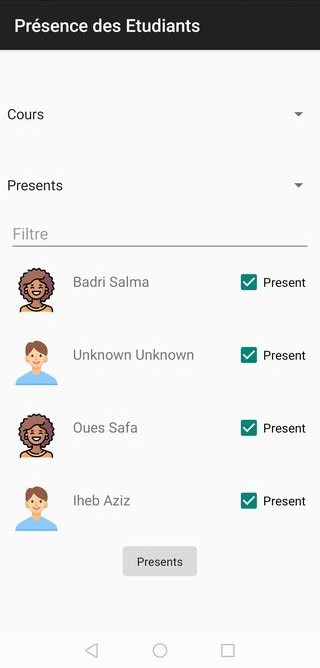 Présence des Etudiants
Cours
Presents
Filtre
Badri Salma
Present
Unknown Unknown
Present
Oues Safa
Present
Iheb Aziz
Present
Presents